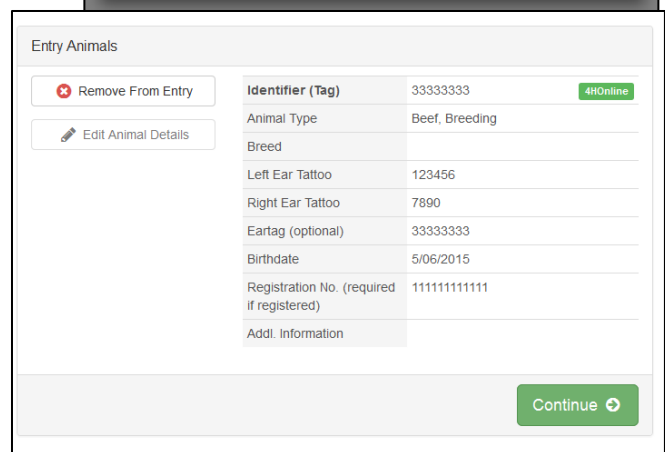 Entry Animals
Remove From Entry
Edit Animal Details
Identifier (Tag) 33333333 4HOnline
Animal Type Beef, Breeding
Breed
Left Ear Tattoo 123456
Right Ear Tattoo 7890
Eartag (optional) 33333333
Birthdate 5/06/2015
Registration No. (required 111111111111
if registered)
Addl. Information
Continue